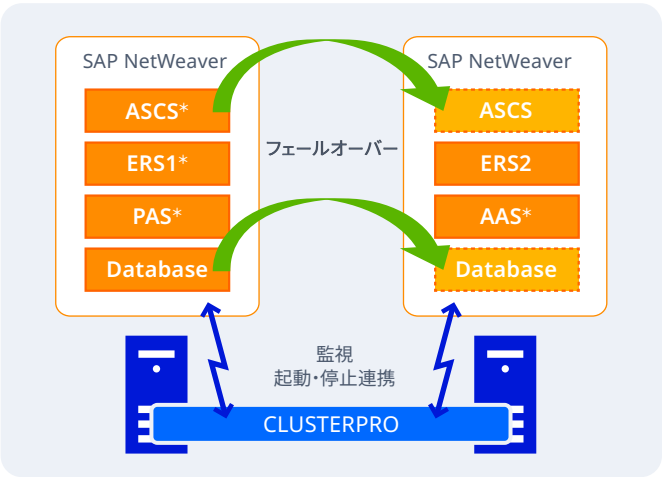 SAP NetWeaver
ASCS*
ERS1*
PAS*
Database
フェールオーバー
SAP NetWeaver
ASCS
ERS2
AAS*
Database
監視
起動・停止連携
CLUSTERPRO